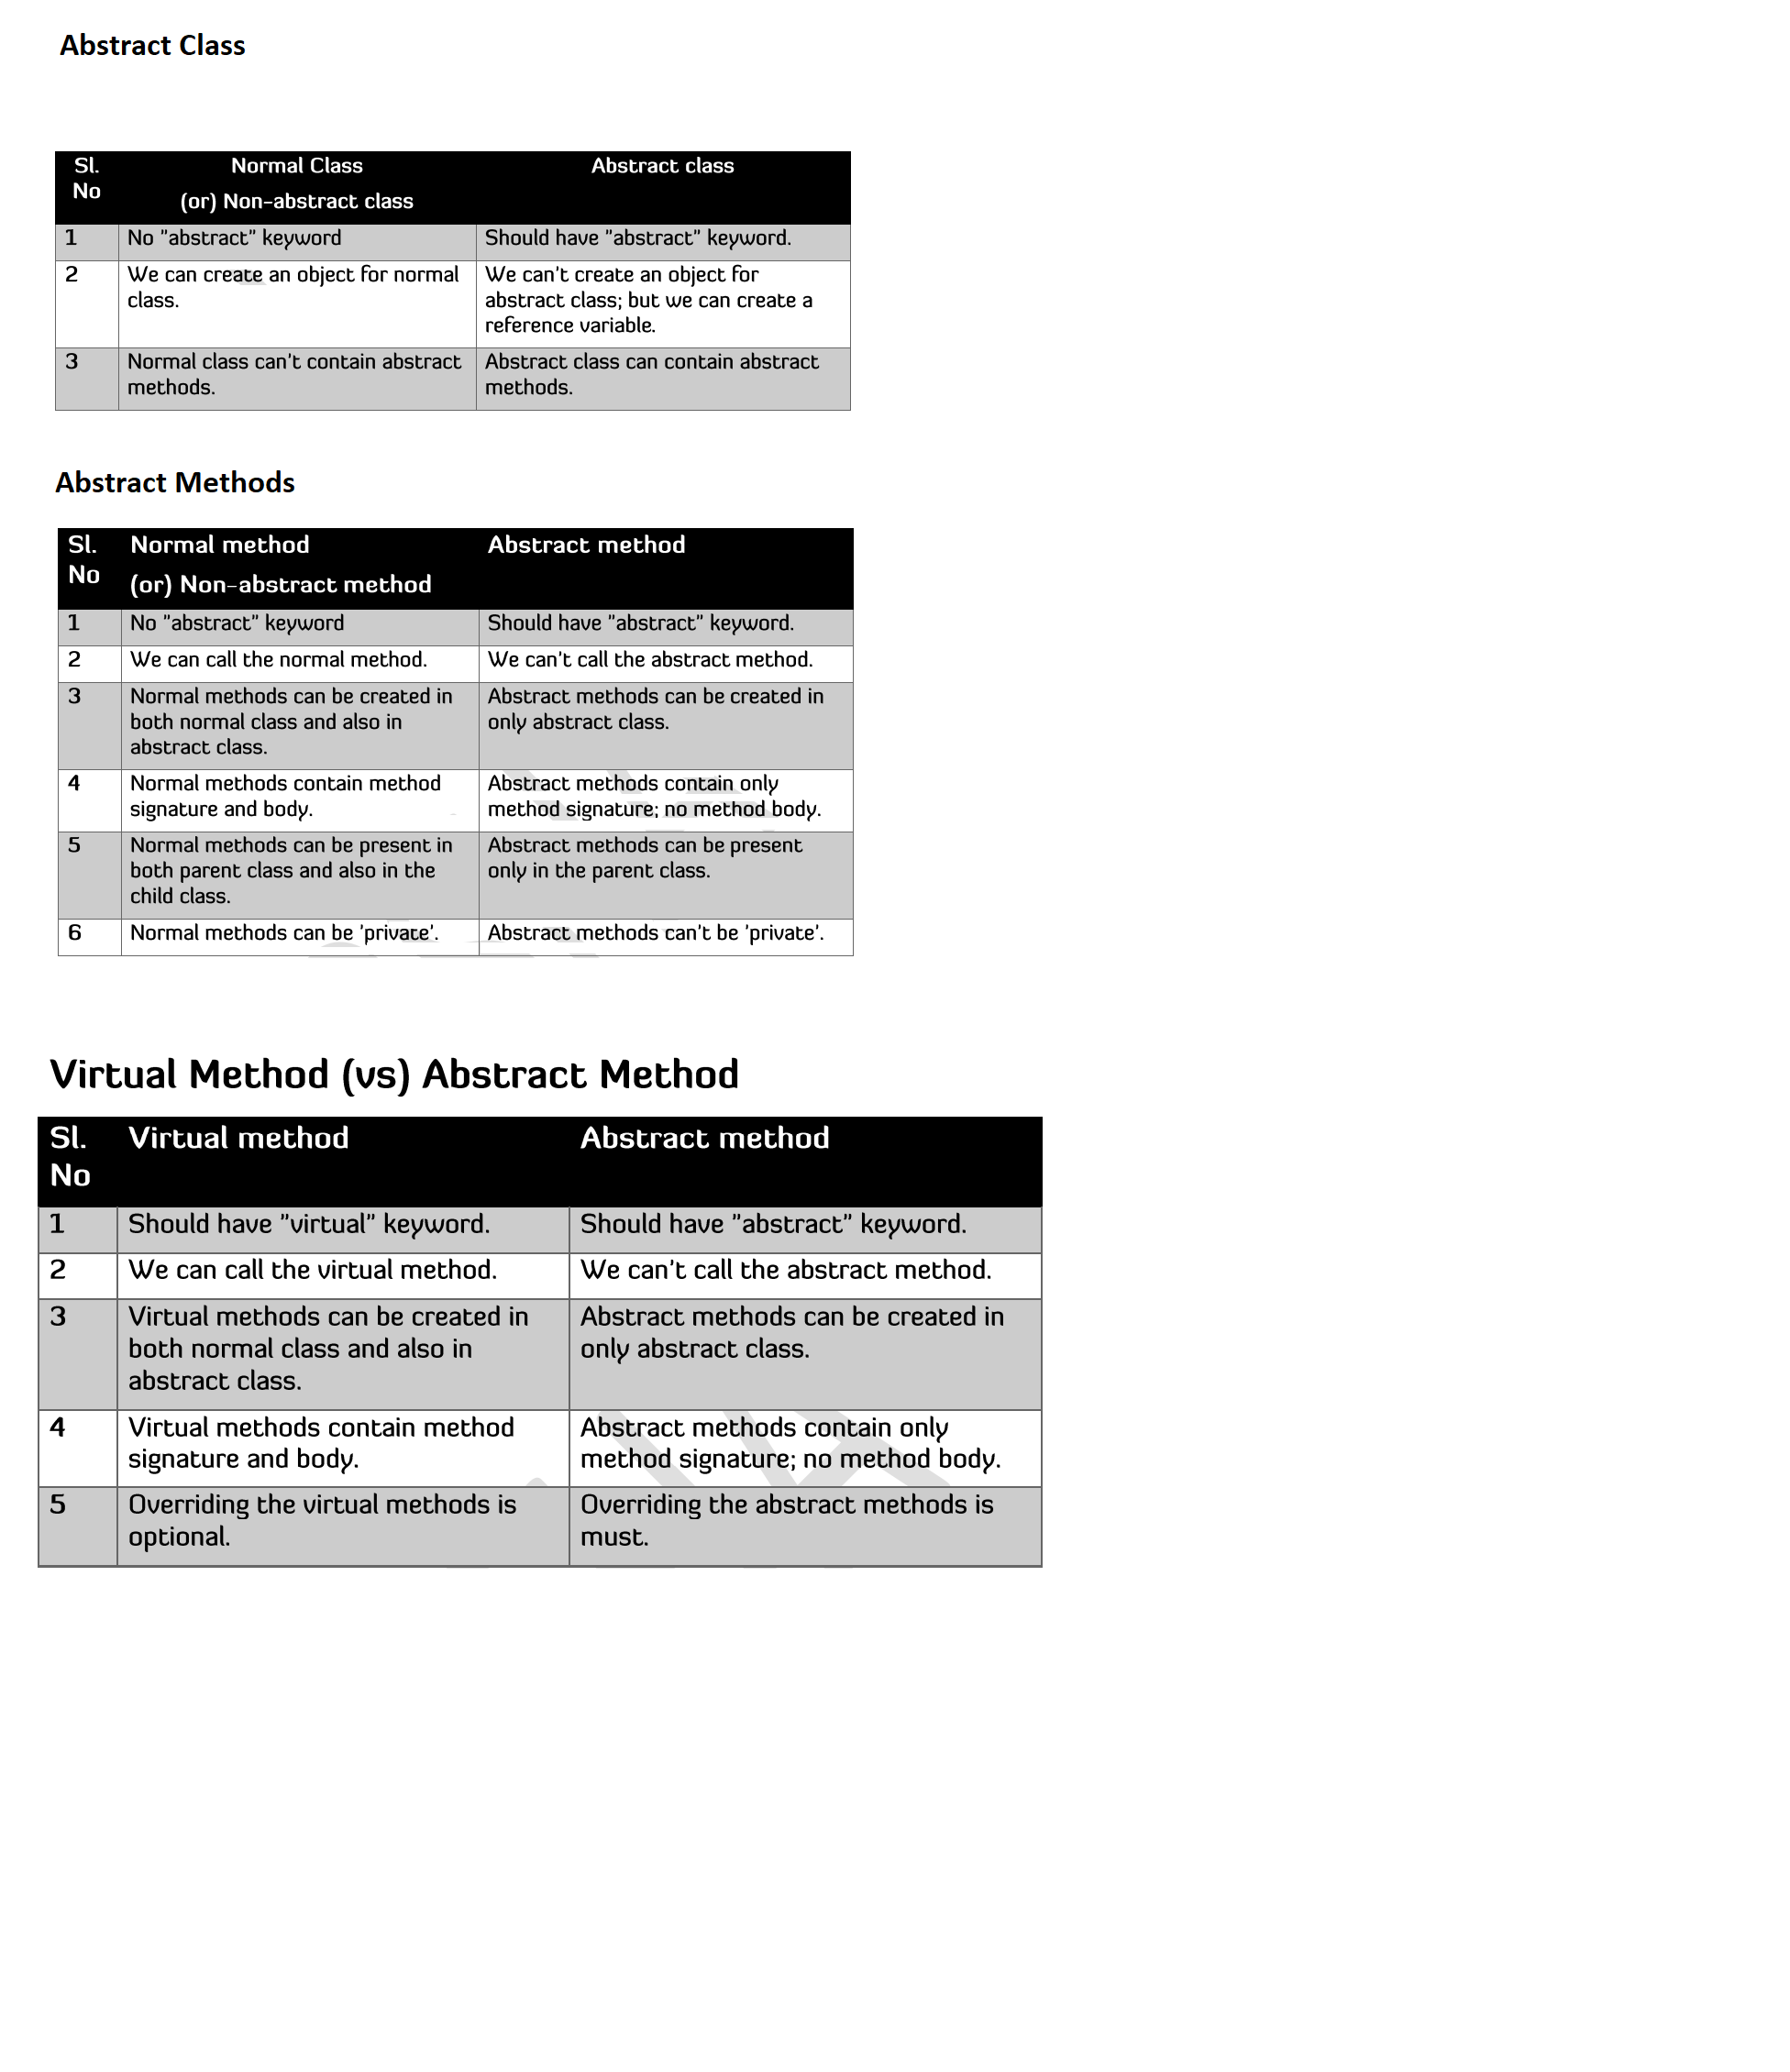 Abstract Class
Sl. No
Normal Class
(or) Non-abstract class
Abstract class
1
No "abstract" keyword
Should have "abstract" keyword.
2
We can create an object for normal
class.
We can't create an object for
abstract class; but we can create a
reference variable.
3
Normal class can't contain abstract
methods.
Abstract class can contain abstract
methods.
Abstract Methods
Sl.
No
Normal method
(or) Non-abstract method
Abstract method
1
No "abstract" keyword
Should have "abstract" keyword.
2
We can call the normal method.
We can't call the abstract method.
3
Normal methods can be created in
both normal class and also in
abstract class.
Abstract methods can be created in
only abstract class.
4
Normal methods contain method
signature and body.
Abstract methods contain only
method signature; no method body.
5
Normal methods can be present in
both parent class and also in the
child class.
Abstract methods can be present
only in the parent class.
6
Normal methods can be 'private'.
Abstract methods can't be 'private'.
Virtual Method (vs) Abstract Method
Sl.
No
Virtual method
Abstract method
1
Should have "virtual" keyword.
Should have "abstract" keyword.
2
We can call the virtual method.
We can't call the abstract method.
3
Virtual methods can be created in
both normal class and also in
abstract class.
Abstract methods can be created in
only abstract class.
4
Virtual methods contain method
signature and body.
Abstract methods contain only
method signature; no method body.
5
Overriding the virtual methods is
optional.
Overriding the abstract methods is
must.